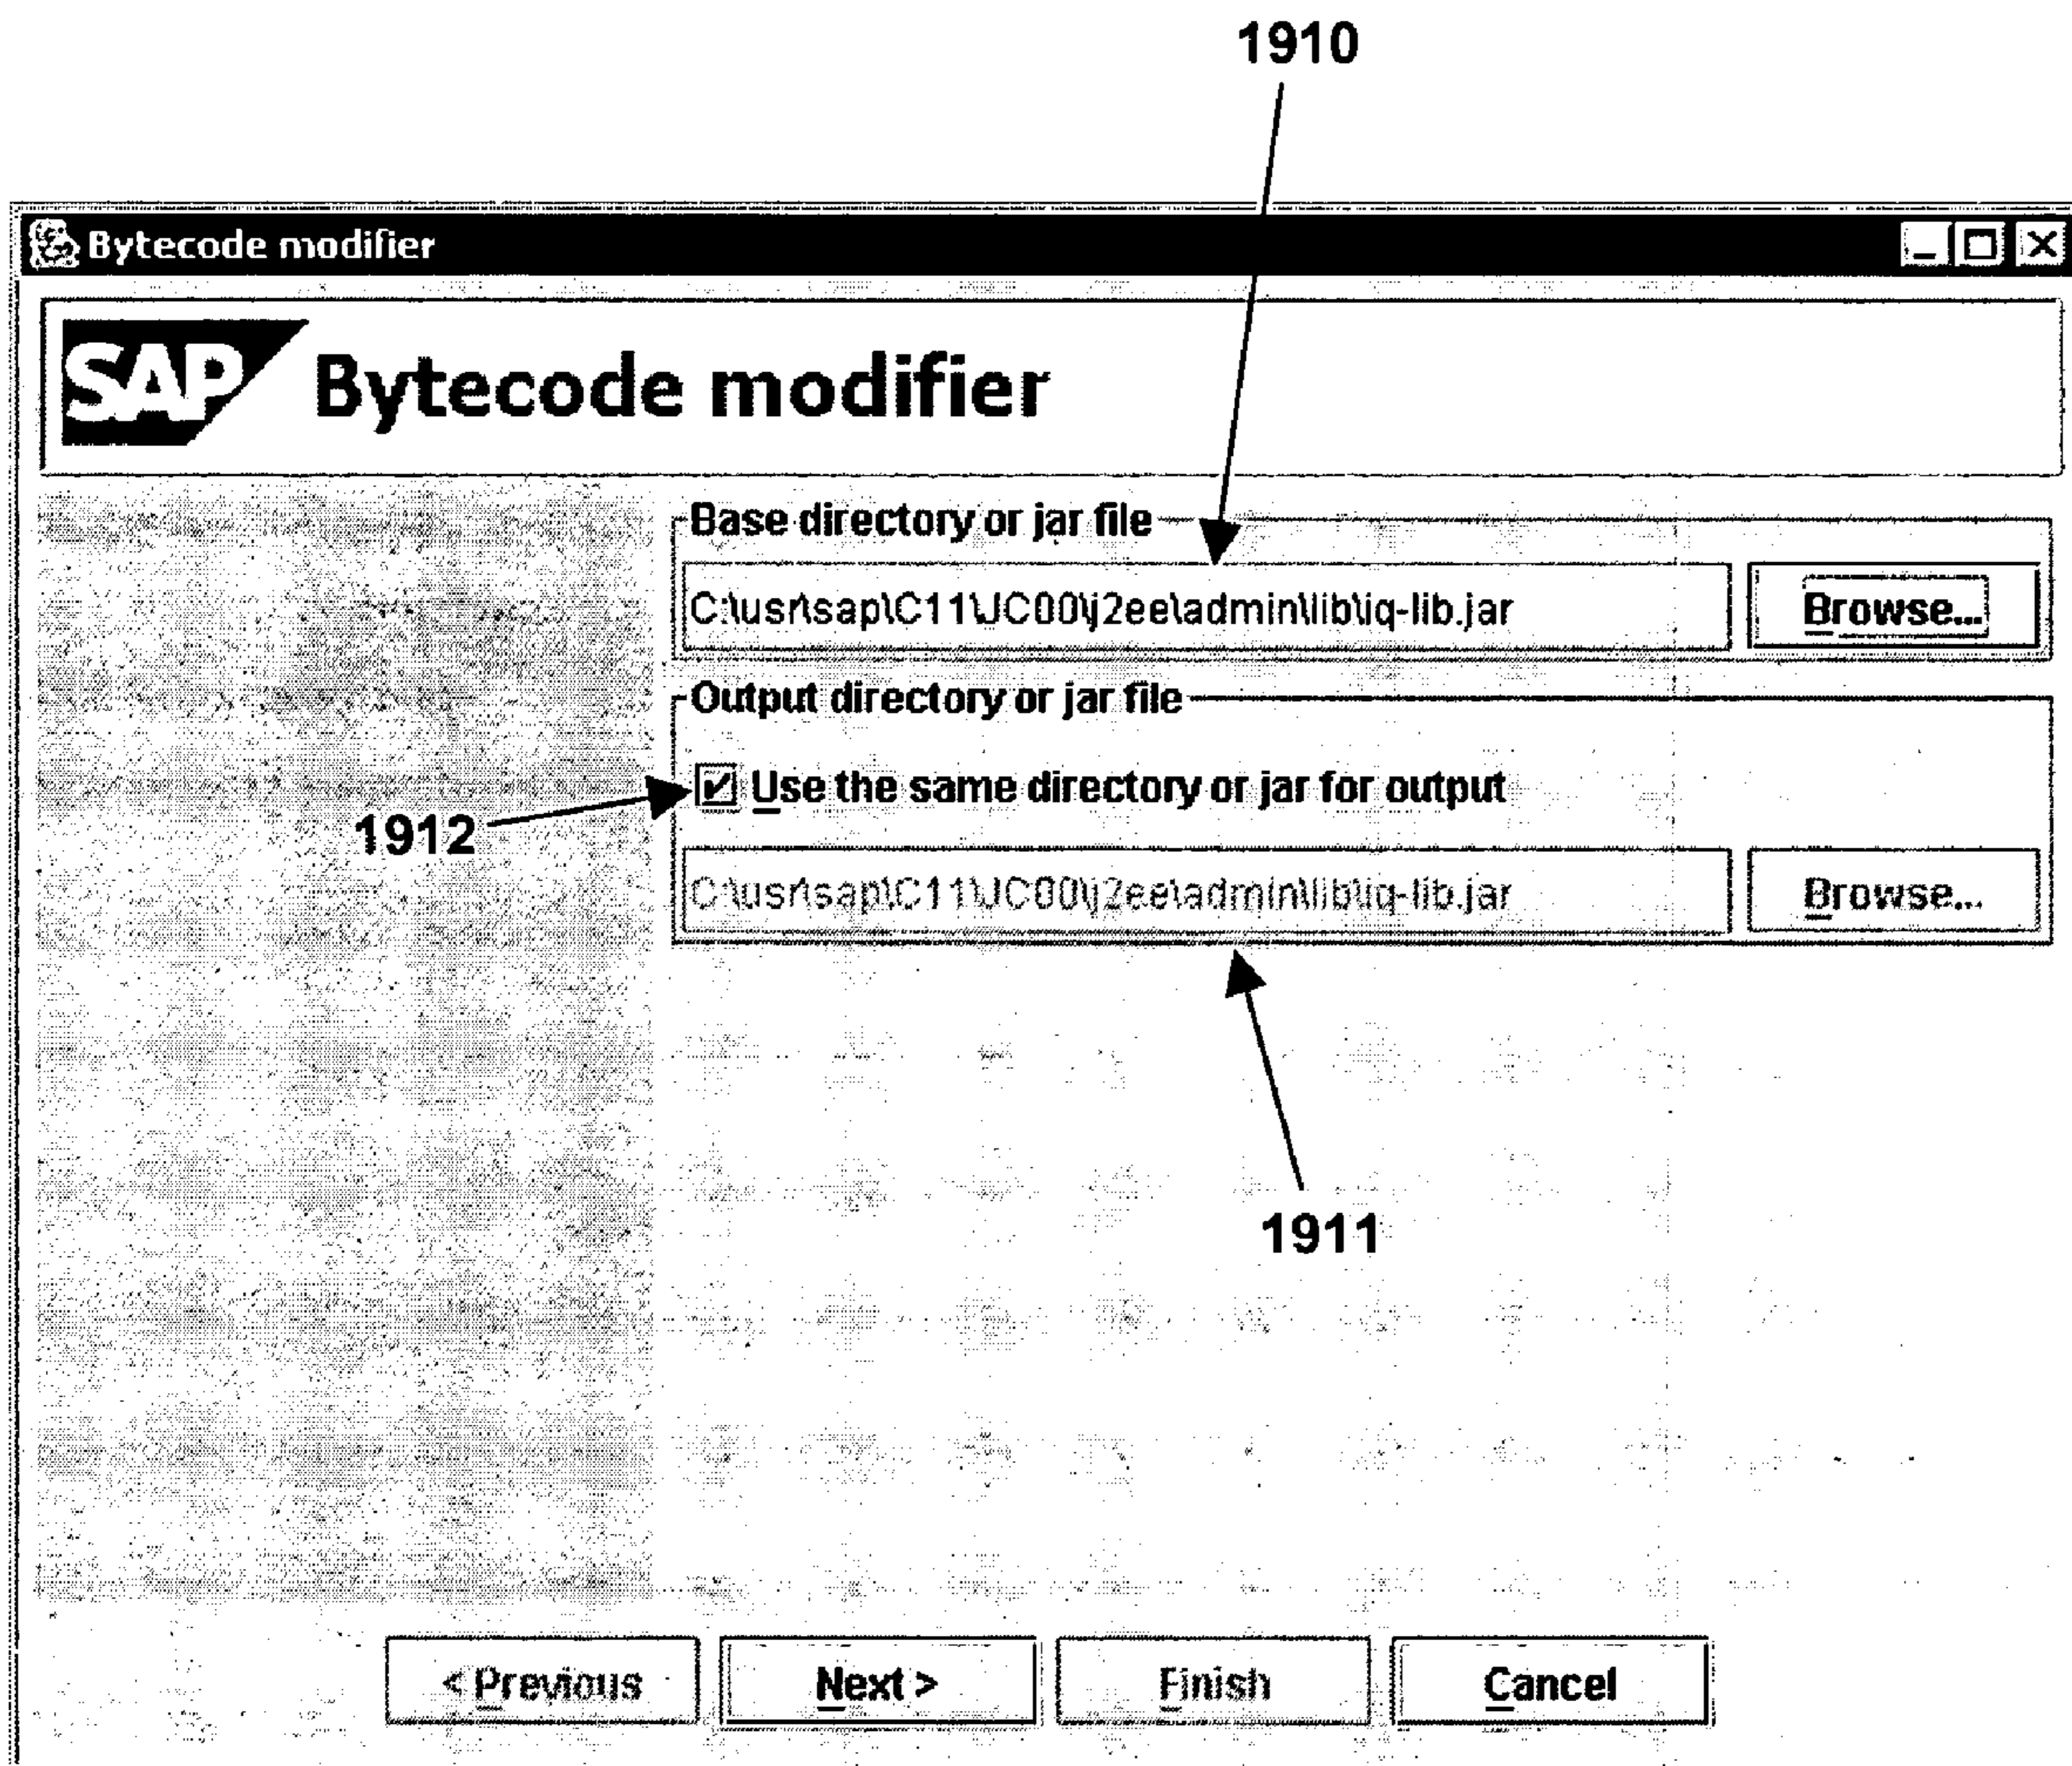 1910
Bytecode modifier
SAP Bytecode modifier
Base directory or jar file
C:\usr\sap\C11\JC00\j2ee\admin\lib\iq-lib.jar Browse...
Output directory or jar file
Use the same directory or jar for output
1912
C:\usr\sap\C11\JC00\j2ee\admin\lib\iq-lib.jar Browse...
1911
< Previous Next > Finish Cancel